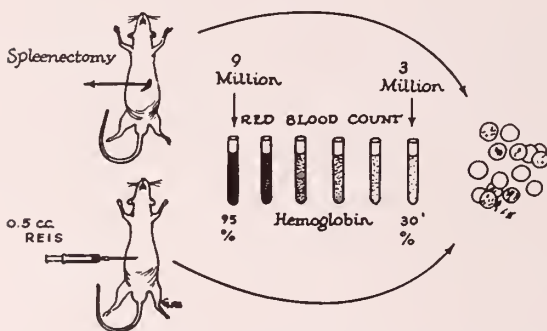 Spleenectomy
9
Million
3
Million
RED BLOOD COUNT
95
%
Hemoglobin
30'
%
0.5 cc.
REIS